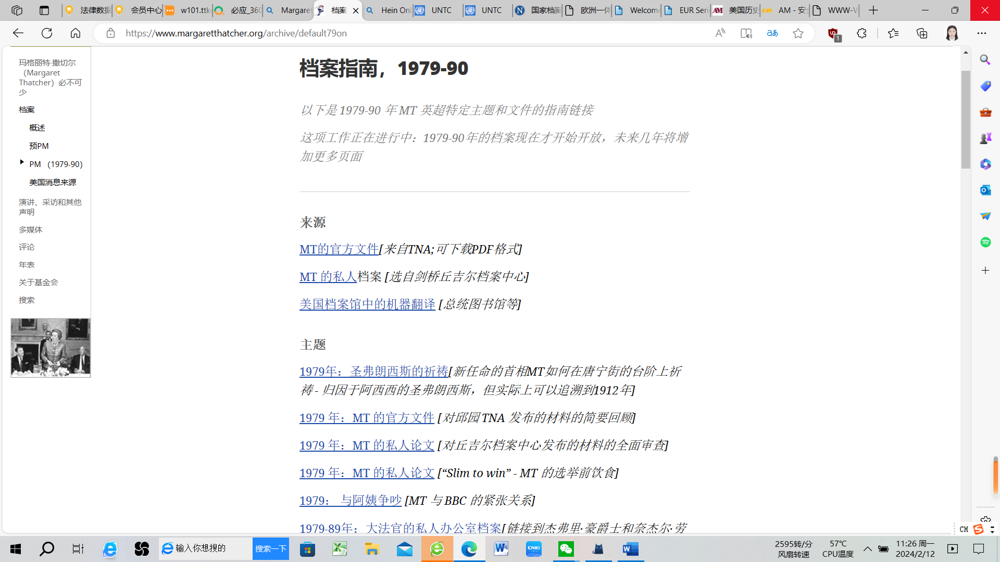 法律数据
会员中心
w101.ttk
必应_360
Margaret
档案
Hein Onl
UNTC
UNTC
国家档案
欧洲一体
Welcome
EUR Seri
美国历史
AM - 安全
WWW-V
https://www.margaretthatcher.org/archive/default79on
玛格丽特·撒切尔
（Margaret
Thatcher）必不可
少
档案
概述
预PM
PM （1979-90）
美国消息来源
演讲、采访和其他
声明
多媒体
评论
年表
关于基金会
搜索
档案指南，1979-90
以下是 1979-90 年 MT 英超特定主题和文件的指南链接
这项工作正在进行中：1979-90年的档案现在才开始开放，未来几年将增
加更多页面
来源
MT的官方文件[来自TNA;可下载PDF格式]
MT 的私人档案 [选自剑桥丘吉尔档案中心]
美国档案馆中的机器翻译 [总统图书馆等]
主题
1979年：圣弗朗西斯的祈祷[新任命的首相MT如何在唐宁街的台阶上祈
祷 - 归因于阿西西的圣弗朗西斯，但实际上可以追溯到1912年]
1979 年：MT 的官方文件 [对邱园 TNA 发布的材料的简要回顾]
1979 年：MT 的私人论文 [对丘吉尔档案中心发布的材料的全面审查]
1979 年：MT 的私人论文 [“Slim to win” - MT 的选举前饮食]
1979： 与阿姨争吵 [MT 与 BBC 的紧张关系]
1979-89年：大法官的私人办公室档案[链接到杰弗里·豪爵士和奈杰尔·劳
CH
输入你想搜的
搜索一下
CNKI
2595转/分
风扇转速
57℃
CPU温度
11:26 周一
2024/2/12